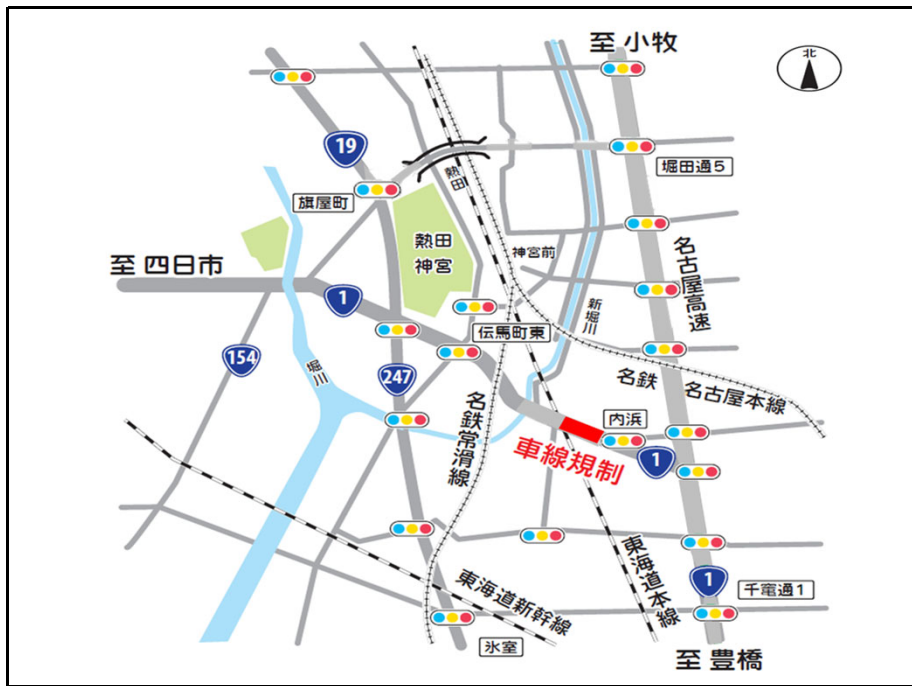 至 小牧
北
19
熱田
堀田通5
旗屋町
熱田
神宮
神宮前
至 四日市
名古屋高速
1
新堀川
伝馬町東
154
堀川
247
名鉄 名古屋本線
名鉄常滑線
内浜
車線規制
1
東海道本線
東海道新幹線
1
千竈通1
氷室
至 豊橋